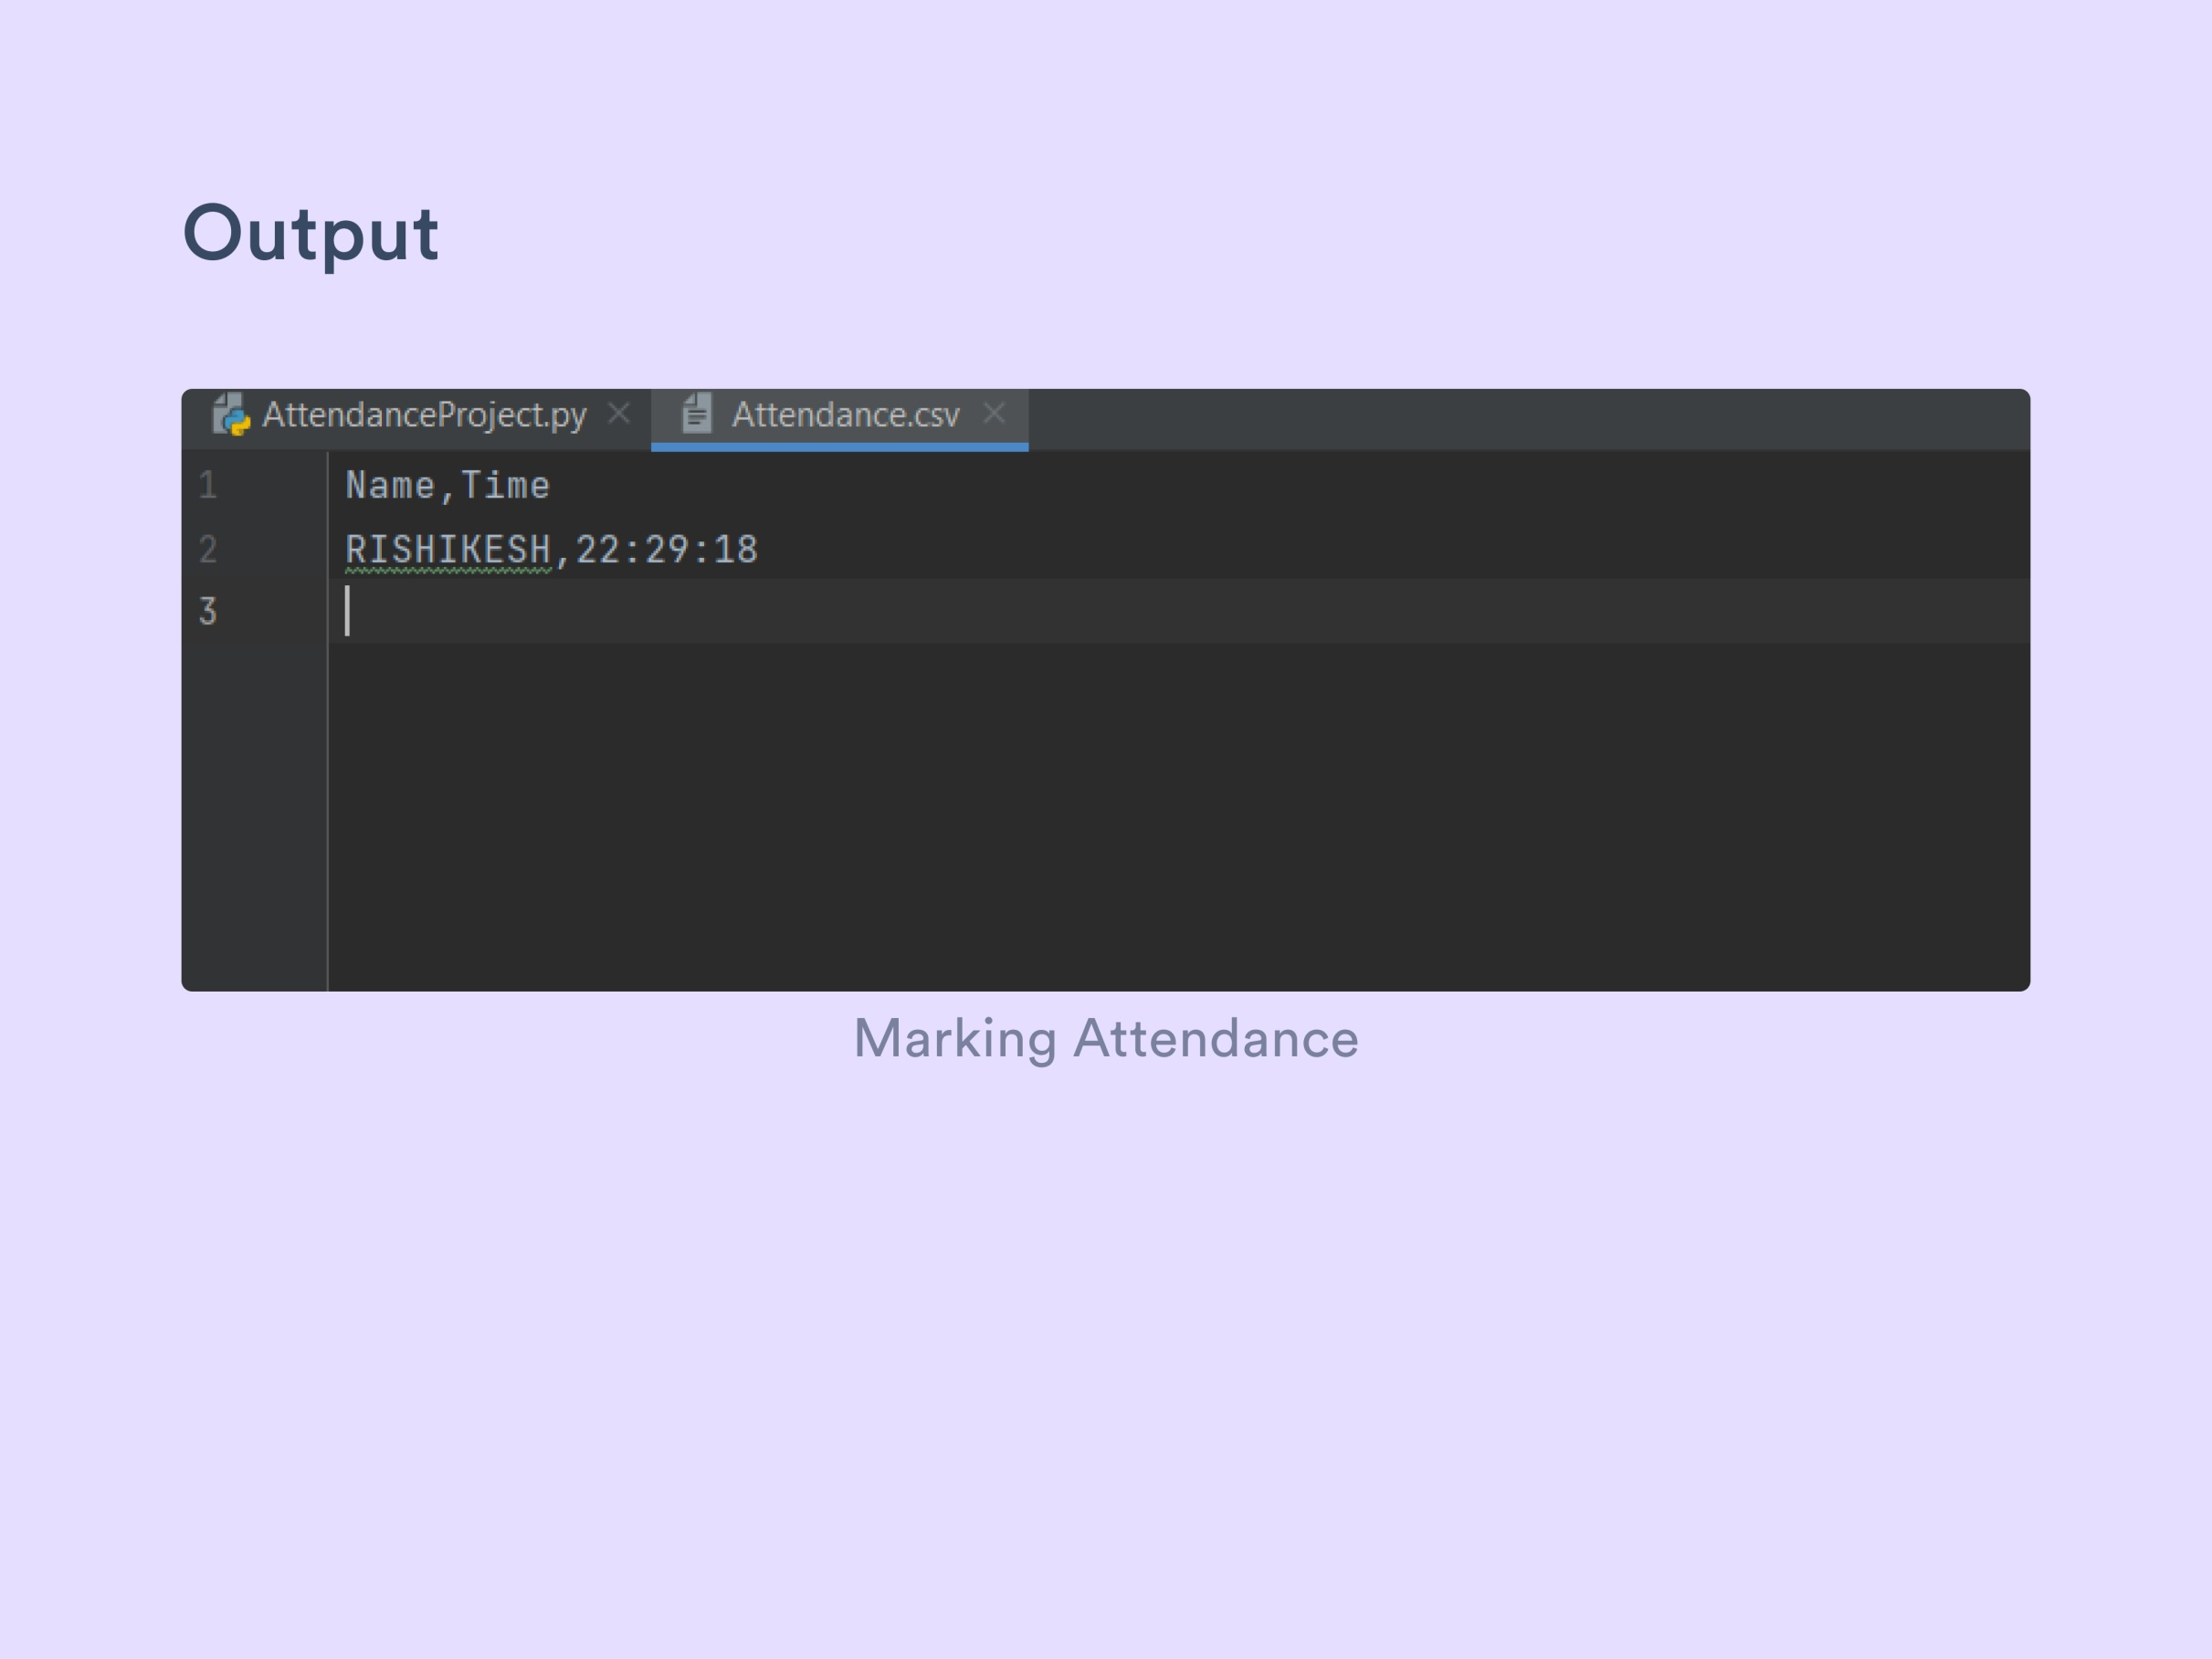 Output
AttendanceProject.py
Attendance.csv
1 Name,Time
2 RISHIKESH,22:29:18
3
Marking Attendance